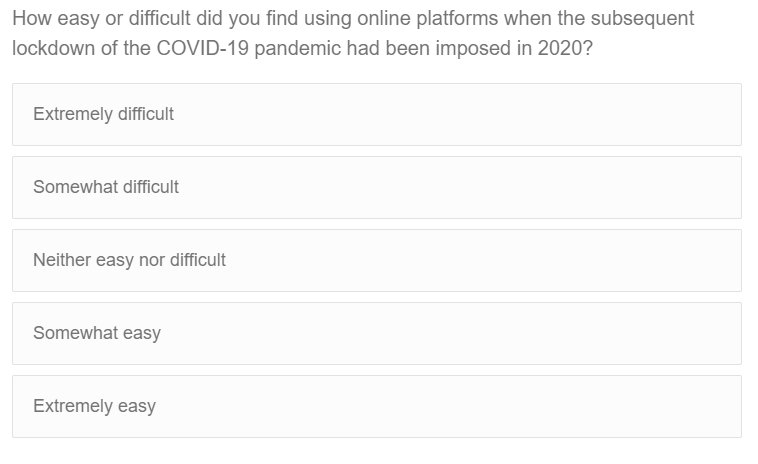 How easy or difficult did you find using online platforms when the subsequent
lockdown of the COVID-19 pandemic had been imposed in 2020?
Extremely difficult
Somewhat difficult
Neither easy nor difficult
Somewhat easy
Extremely easy